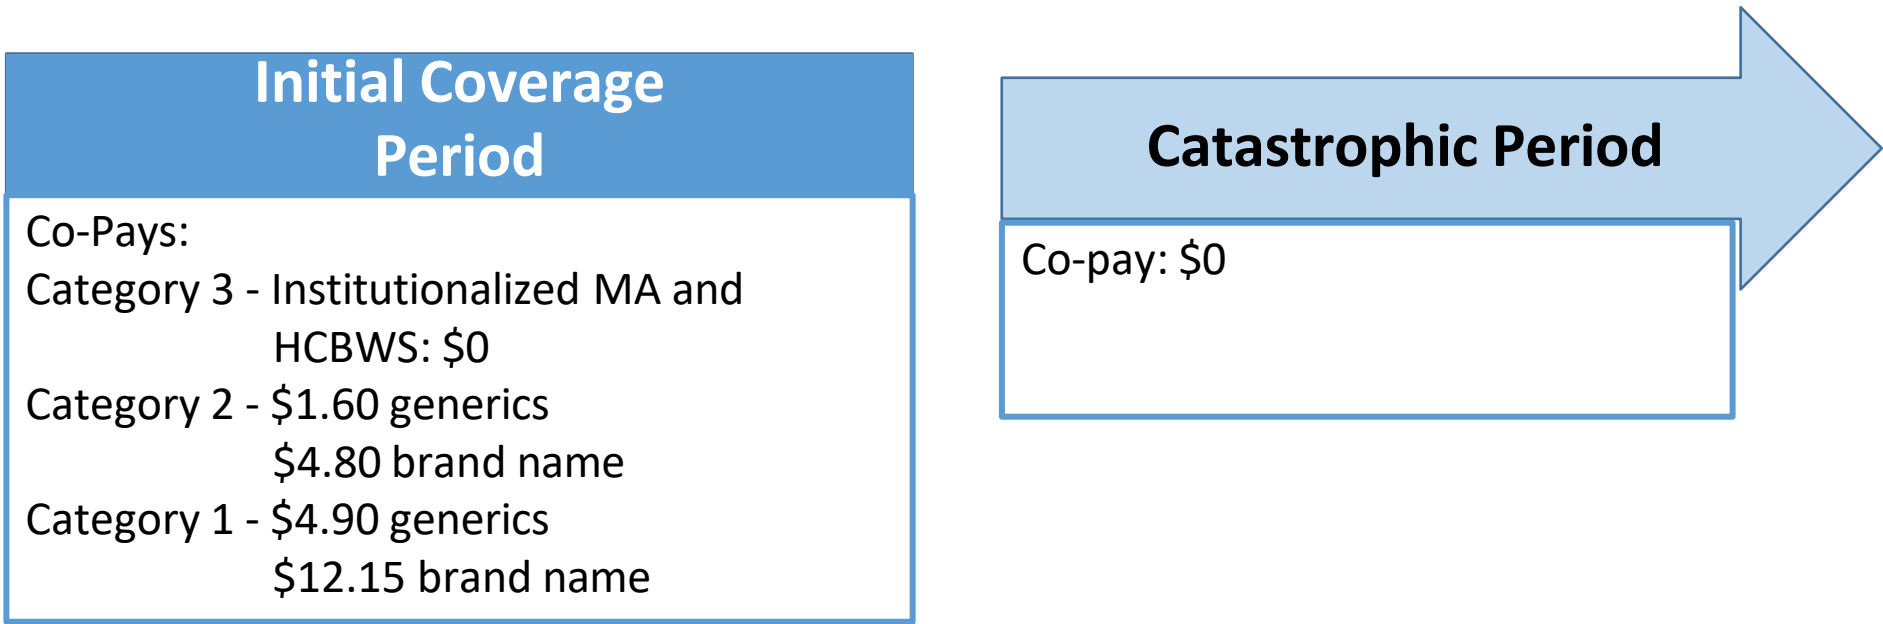 Initial Coverage
Period
Co-Pays:
Category 3 - Institutionalized MA and
HCBWS: $0
Category 2 - $1.60 generics
$4.80 brand name
Category 1 - $4.90 generics
$12.15 brand name
Catastrophic Period
Co-pay: $0